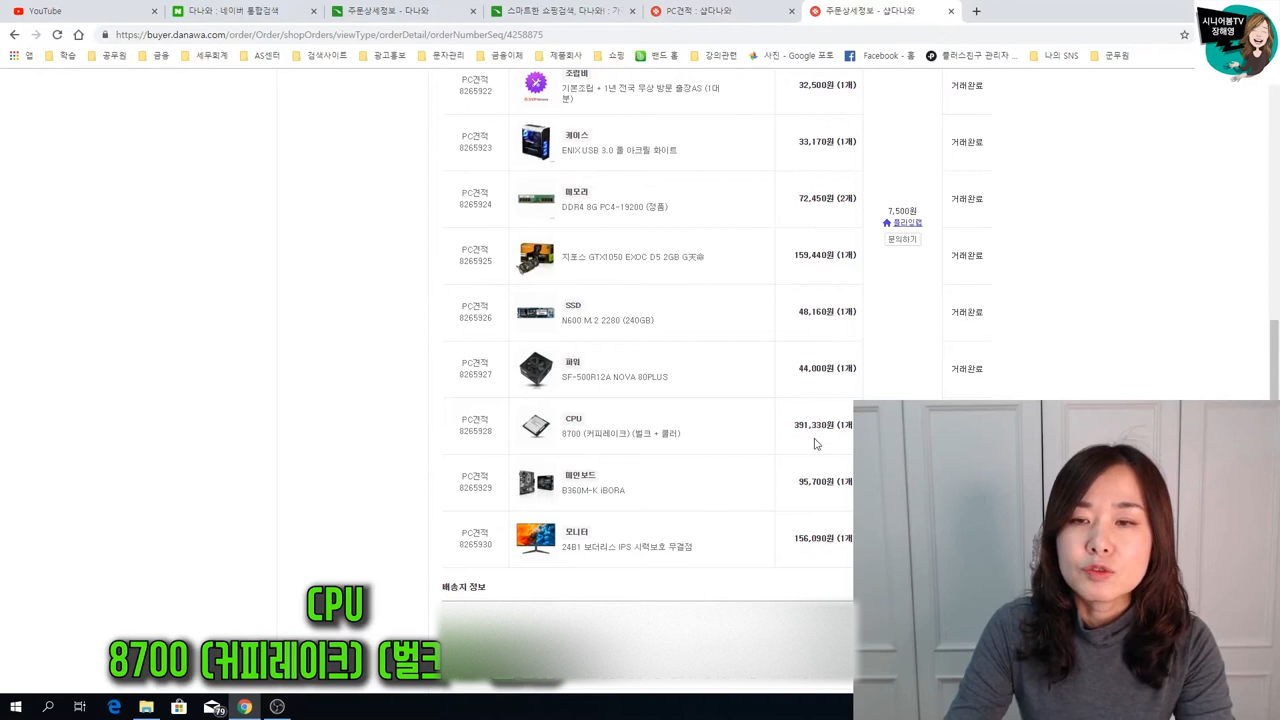 YouTube
다나와 : 네이버 통합검색
주문상세정보 - 다나와
스마트한 쇼핑검색, 다나와! : 가
PC견적 : 샵다나와
주문상세정보 - 샵다나와
https://buyer.danawa.com/order/Order/shopOrders/viewType/orderDetail/orderNumberSeq/4258875
앱 학습 공무원 금융 세무회계 AS센터 검색사이트 광고홍보 문자관리 금융이체 제휴회사 쇼핑 밴드 홈 강의관련 사진 - Google 포토 Facebook - 홈 플러스친구 관리자 ... 나의 SNS 군무원
시니어봄TV
장해영
PC견적
8265922
조립비
기본조립 + 1년 전국 무상 방문 출장AS (1대분)
32,500원 (1개)
거래완료
PC견적
8265923
케이스
ENIX USB 3.0 풀 아크릴 화이트
33,170원 (1개)
거래완료
PC견적
8265924
메모리
DDR4 8G PC4-19200 (정품)
72,450원 (2개)
7,500원
플리잉랩
문의하기
거래완료
PC견적
8265925
지포스 GTX1050 EXOC D5 2GB G天命
159,440원 (1개)
거래완료
PC견적
8265926
SSD
N600 M.2 2280 (240GB)
48,160원 (1개)
거래완료
PC견적
8265927
파워
SF-500R12A NOVA 80PLUS
44,000원 (1개)
거래완료
PC견적
8265928
CPU
8700 (커피레이크) (벌크 + 쿨러)
391,330원 (1개
PC견적
8265929
메인보드
B360M-K iBORA
95,700원 (1개
PC견적
8265930
모니터
24B1 보더리스 IPS 시력보호 무결점
156,090원 (1개
배송지 정보
CPU
8700 (커피레이크) (벌크
79